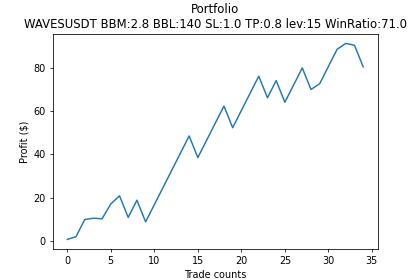 Portfolio
WAVESUSDT BBM:2.8 BBL:140 SL:1.0 TP:0.8 lev:15 WinRatio:71.0
80
60
40
20
0
Profit ($)
0 5 10 15 20 25 30 35
Trade counts